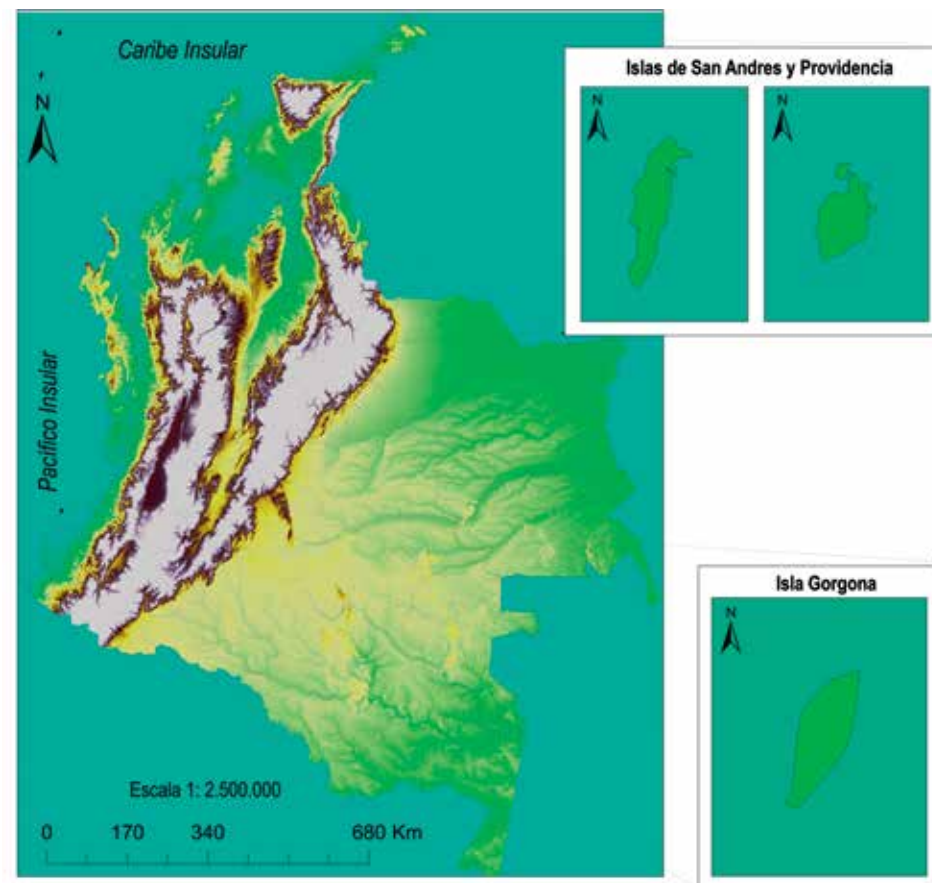 Caribe Insular
N
Pacífico Insular
Escala 1: 2.500.000
0 170 340 680 Km
Islas de San Andres y Providencia
N
N
Isla Gorgona
N